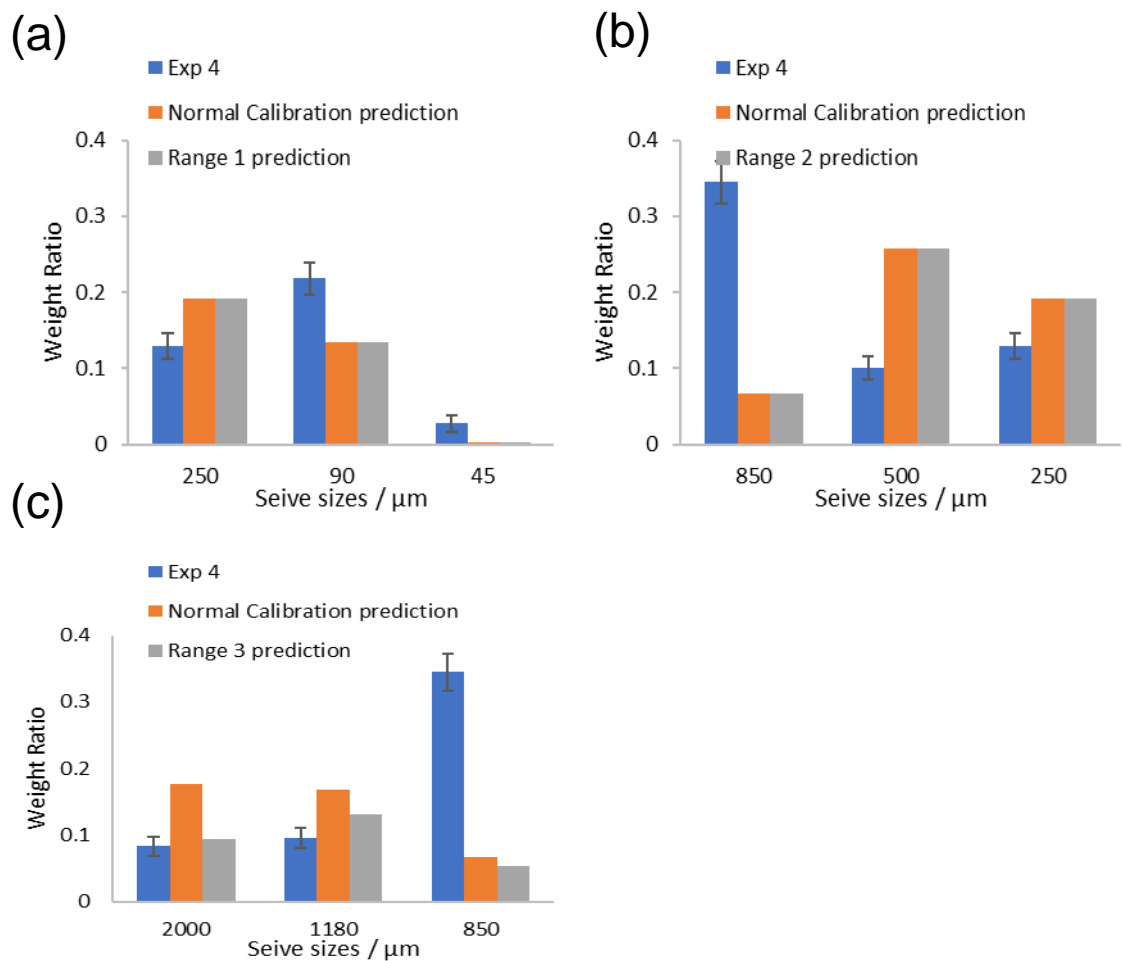 (a)
Exp 4
Normal Calibration prediction
Range 1 prediction
0.4
0.3
0.2
0.1
0
Weight Ratio
250 90 45
Seive sizes / µm
(b)
Exp 4
Normal Calibration prediction
Range 2 prediction
0.4
0.3
0.2
0.1
0
Weight Ratio
850 500 250
Seive sizes / µm
(c)
Exp 4
Normal Calibration prediction
Range 3 prediction
0.4
0.3
0.2
0.1
0
Weight Ratio
2000 1180 850
Seive sizes / µm